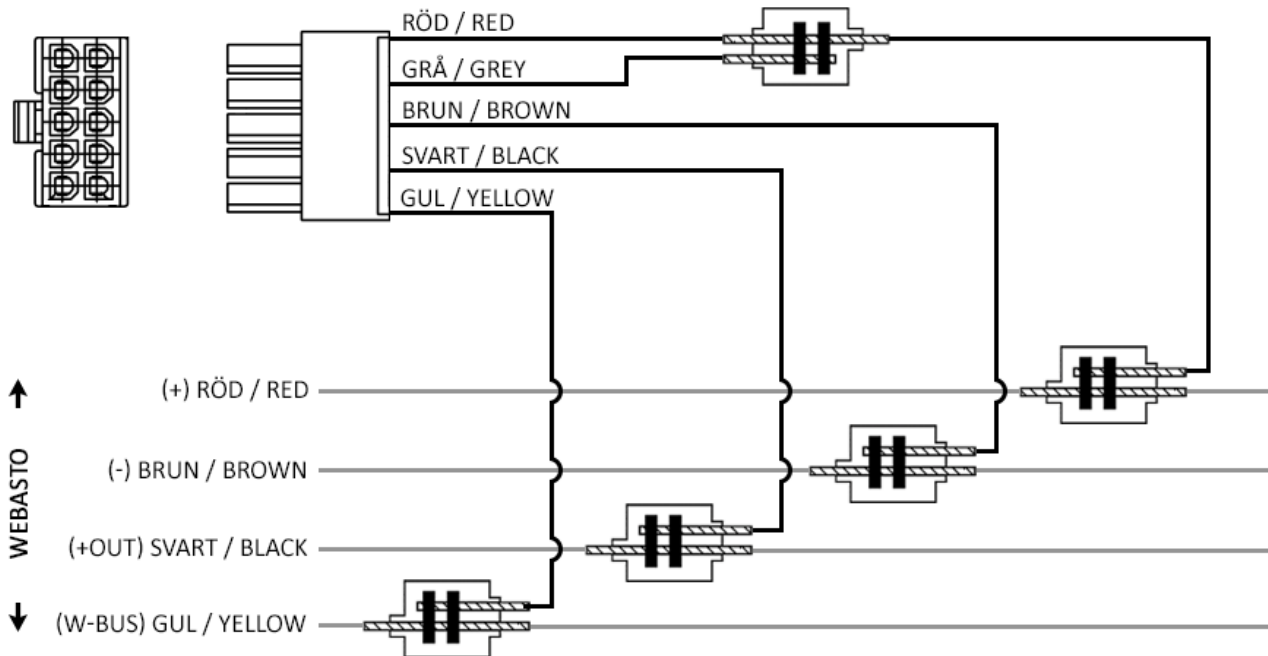 RÖD / RED
GRÅ / GREY
BRUN / BROWN
SVART / BLACK
GUL / YELLOW
WEBASTO
(+) RÖD / RED
(-) BRUN / BROWN
(+OUT) SVART / BLACK
(W-BUS) GUL / YELLOW